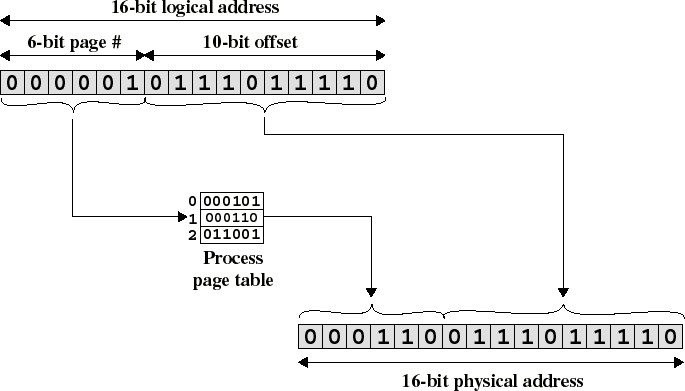 16-bit logical address
6-bit page # 10-bit offset
0 0 0 0 0 1 0 1 1 1 0 1 1 1 1 0
0 000101
1 000110
2 011001
Process
page table
0 0 0 1 1 0 0 1 1 1 0 1 1 1 1 0
16-bit physical address